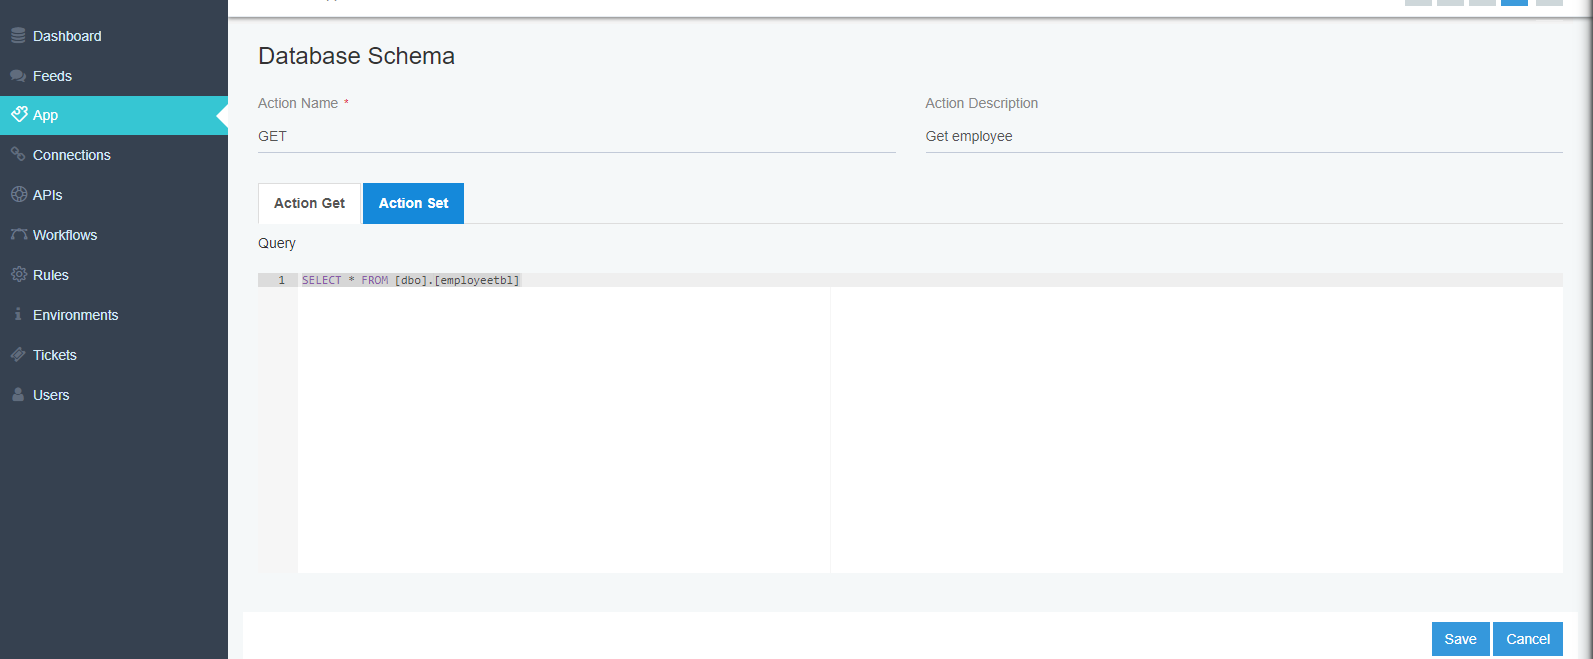 Dashboard
Feeds
App
Connections
APIs
Workflows
Rules
Environments
Tickets
Users
Database Schema
Action Name *
GET
Action Description
Get employee
Action Get
Action Set
Query
1 SELECT * FROM [dbo].[employeetbl]
Save
Cancel